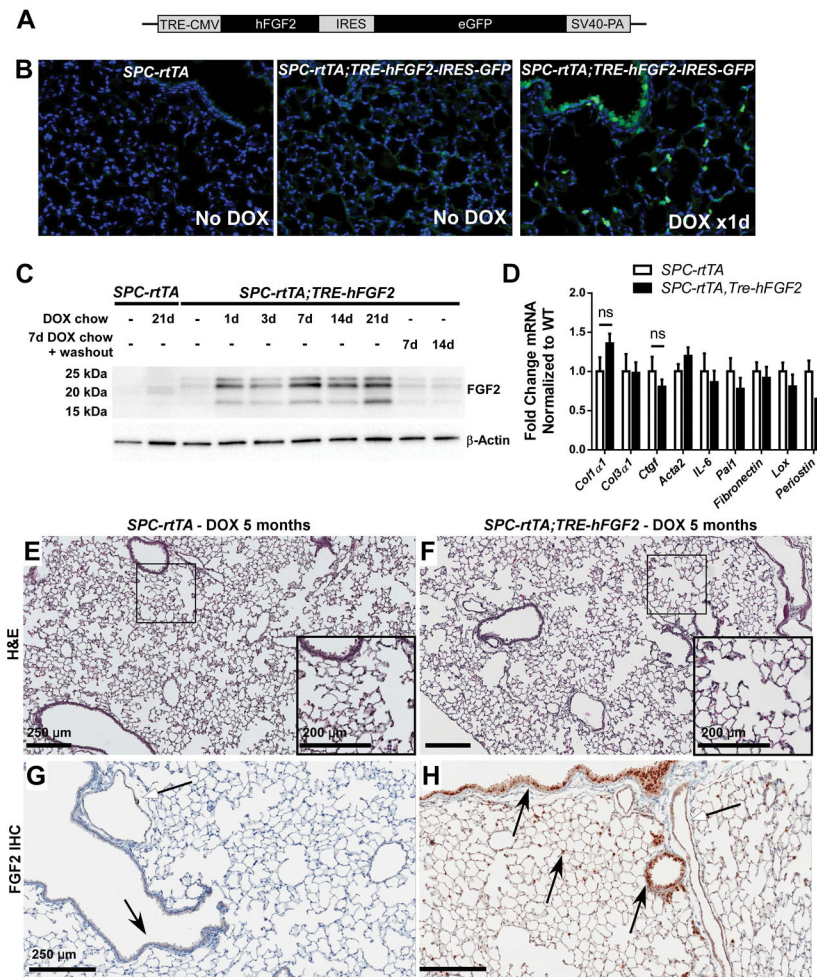 A
TRE-CMV hFGF2 IRES eGFP SV40-PA
B
SPC-rtTA
No DOX
SPC-rtTA;TRE-hFGF2-IRES-GFP
No DOX
SPC-rtTA;TRE-hFGF2-IRES-GFP
DOX x1d
C
SPC-rtTA SPC-rtTA;TRE-hFGF2
DOX chow - 21d - 1d 3d 7d 14d 21d - -
7d DOX chow
+ washout - - - - - - - - 7d 14d
25 kDa
20 kDa
15 kDa
FGF2
β-Actin
D
SPC-rtTA
SPC-rtTA,Tre-hFGF2
Fold Change mRNA
Normalized to WT
2.0
1.5
1.0
0.5
0.0
ns
ns
Col1α1
Col3α1
Ctgf
Acta2
IL-6
Pai1
Fibronectin
Lox
Periostin
SPC-rtTA - DOX 5 months
SPC-rtTA;TRE-hFGF2 - DOX 5 months
H&E
E
250 µm
200 µm
F
200 µm
FGF2 IHC
G
250 µm
H